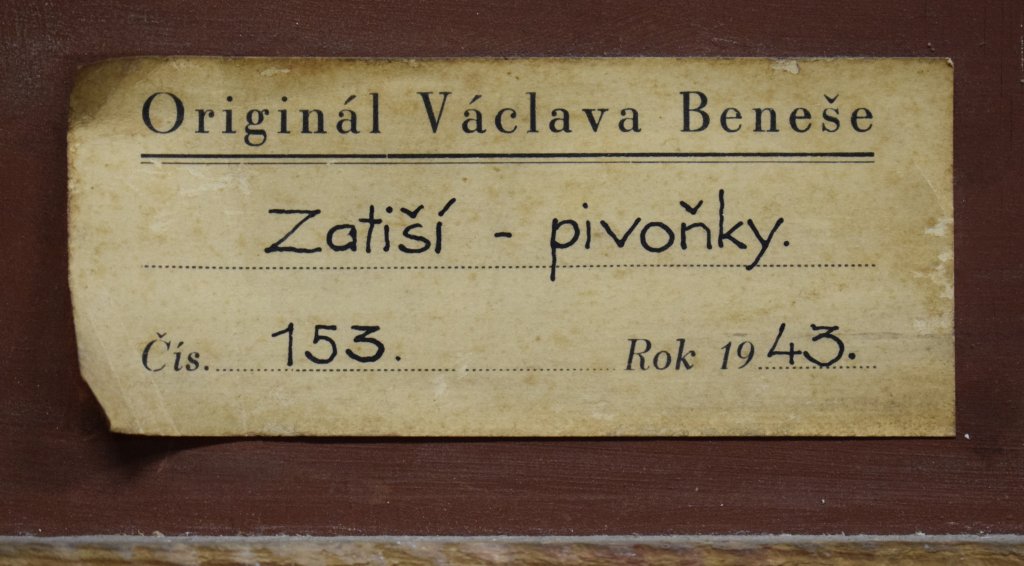 Originál Václava Beneše
Zatiší - pivoňky.
Čís. 153. Rok 1943.